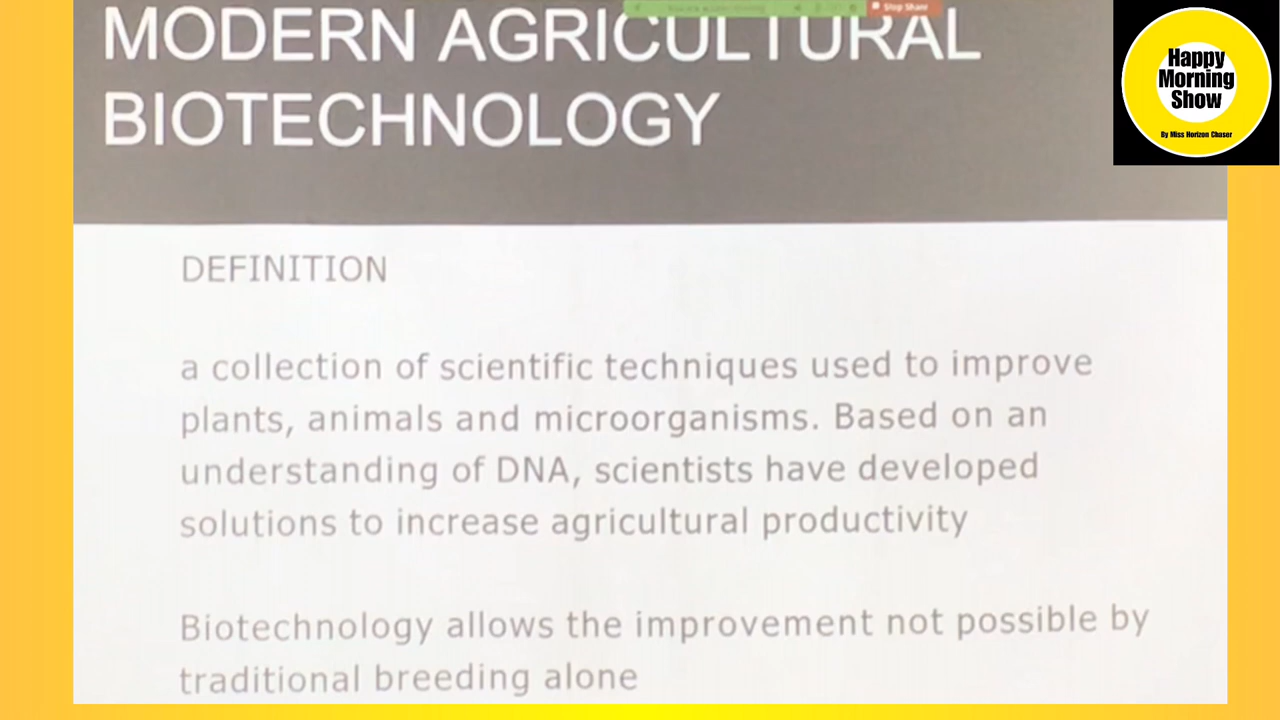 MODERN AGRICULTURAL
BIOTECHNOLOGY
Stop Share
Happy
Morning
Show
By Miss Horizon Chaser
DEFINITION
a collection of scientific techniques used to improve
plants, animals and microorganisms. Based on an
understanding of DNA, scientists have developed
solutions to increase agricultural productivity
Biotechnology allows the improvement not possible by
traditional breeding alone